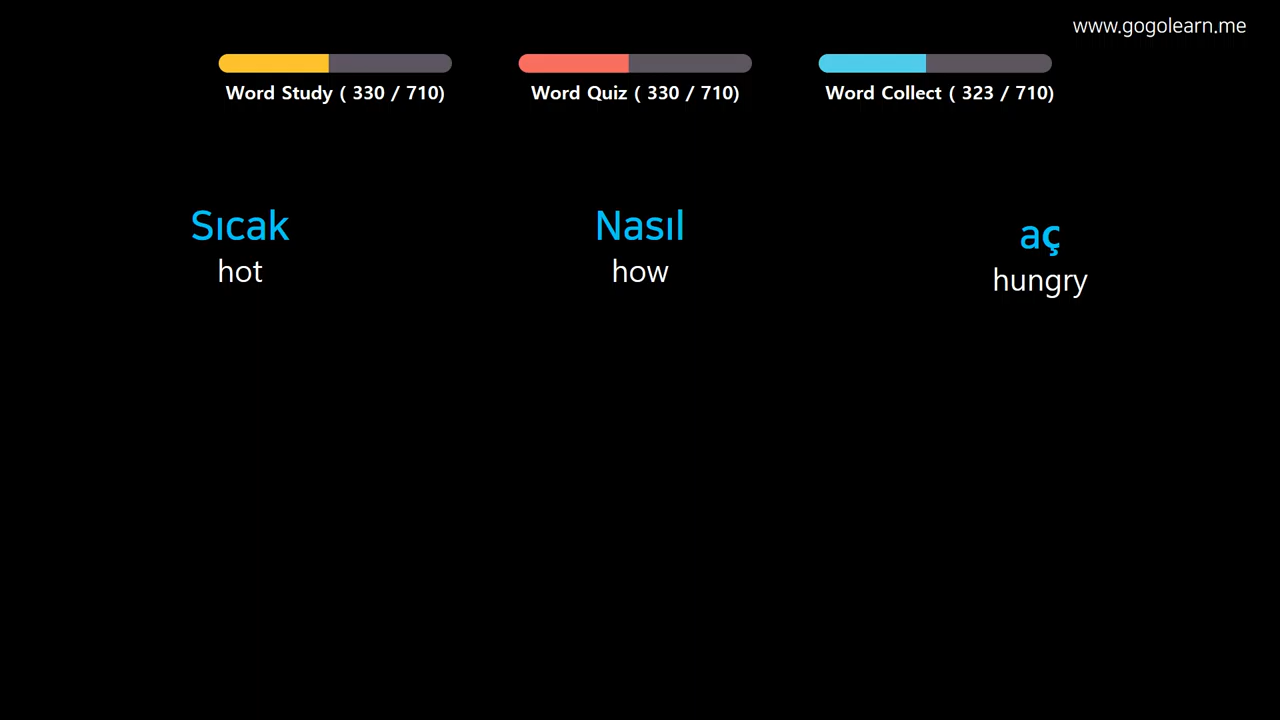 www.gogolearn.me
Word Study ( 330 / 710)
Word Quiz ( 330 / 710)
Word Collect ( 323 / 710)
Sıcak
hot
Nasıl
how
aç
hungry